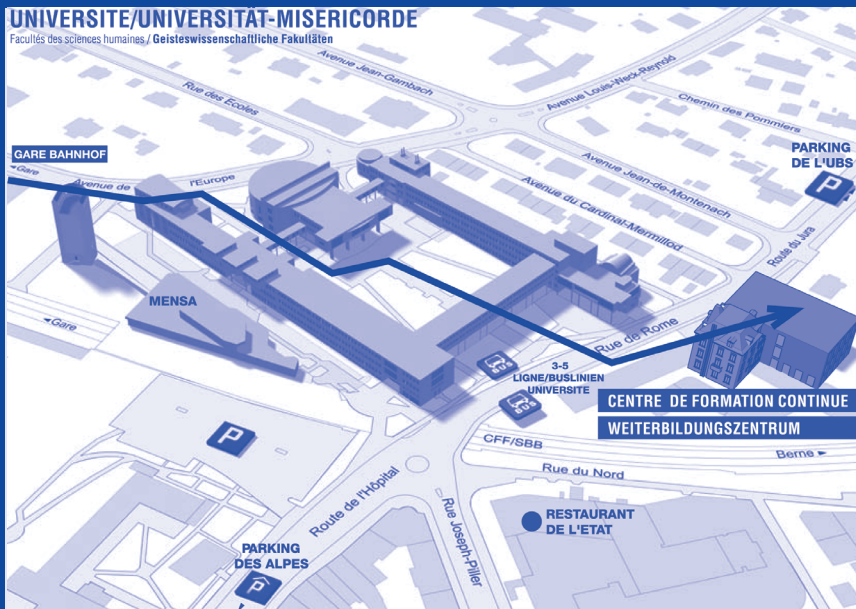 UNIVERSITE/UNIVERSITÄT-MISERICORDE
Facultés des sciences humaines / Geisteswissenschaftliche Fakultäten
Avenue Jean-Gambach
Avenue Louis-Weck-Reynold
Rue des Ecoles
Chemin des Pommiers
GARE BAHNHOF
◄Gare
Avenue de l'Europe
PARKING
DE L'UBS
P
Avenue Jean-de-Montenach
Avenue du Cardinal-Mermillod
Route du Jura
MENSA
◄Gare
Rue de Rome
BUS
3-5
LIGNE/BUSLINIEN
UNIVERSITE
BUS
CENTRE DE FORMATION CONTINUE
WEITERBILDUNGSZENTRUM
P
CFF/SBB
Berne ►
Rue du Nord
Route de l'Hôpital
Rue Joseph-Piller
RESTAURANT
DE L'ETAT
PARKING
DES ALPES
P